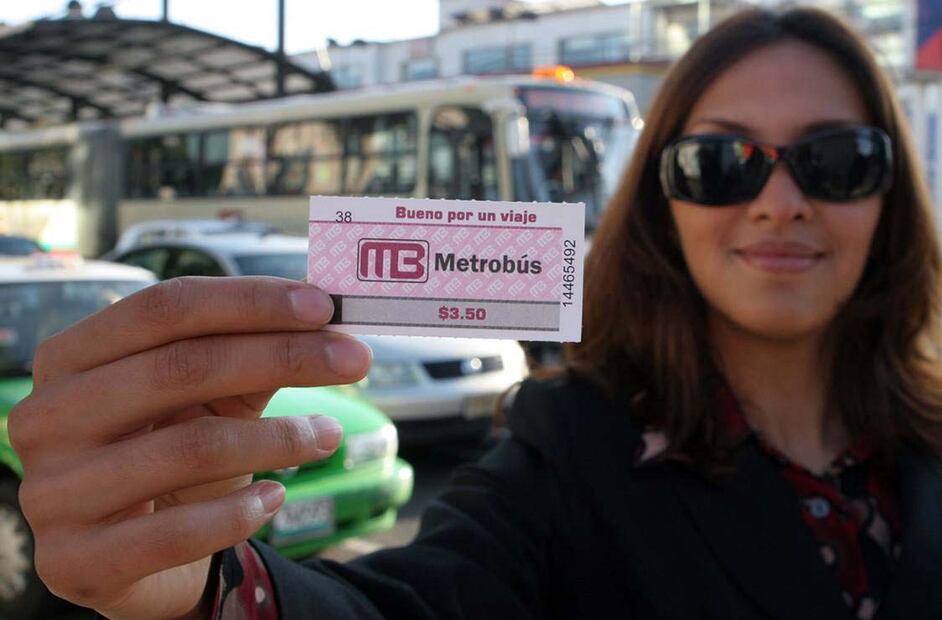 38
Bueno por un viaje
MB Metrobús
14465492
$3.50